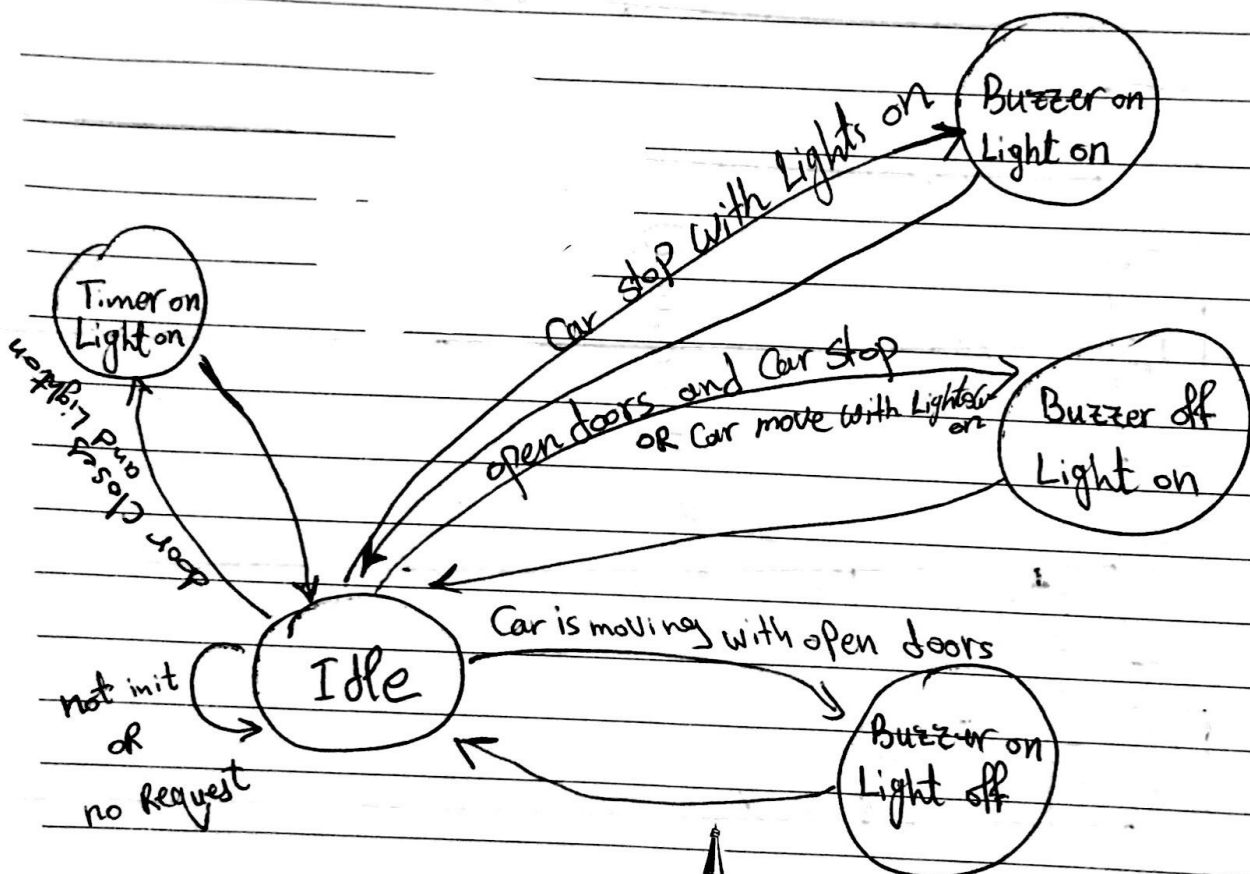 Buzzer on
Light on
Car stop with Lights on
Timer on
Light on
door closed and Light on
open doors and Car Stop
OR Car move with Lights
on
Buzzer off
Light on
Car is moving with open doors
Idle
not init
OR
no Request
Buzzer on
Light off